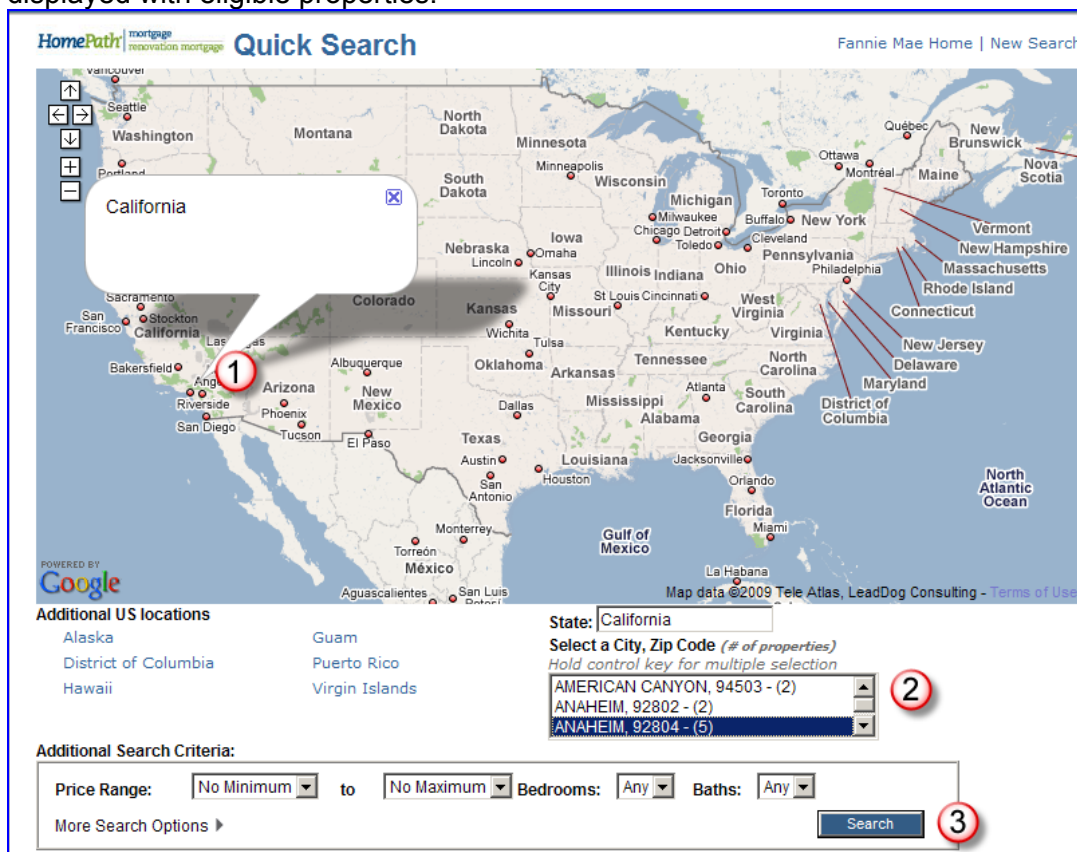 displayed with eligible properties.
HomePath mortgage renovation mortgage Quick Search
Fannie Mae Home | New Search
Vancouver
Seattle
Washington
Montana
North Dakota
Minnesota
Québec
New Brunswick
Ottawa
Montréal
Maine
Nova Scotia
Portland
South Dakota
Minneapolis
Wisconsin
Michigan
Toronto
California
Milwaukee
Buffalo
New York
Vermont
Chicago
Detroit
Cleveland
New Hampshire
Nebraska
Iowa
Toledo
Pennsylvania
Massachusetts
Lincoln
Omaha
Illinois
Indiana
Ohio
Philadelphia
Rhode Island
Kansas City
Sacramento
Colorado
Kansas
Missouri
St Louis
Cincinnati
West Virginia
Connecticut
San Francisco
Stockton
California
Wichita
Kentucky
Virginia
New Jersey
Las Vegas
Tulsa
Bakersfield
1
Albuquerque
Oklahoma
Arkansas
Tennessee
North Carolina
Delaware
Maryland
Arizona
New Mexico
Atlanta
South Carolina
District of Columbia
Riverside
Phoenix
Dallas
Mississippi
Alabama
San Diego
Tucson
El Paso
Texas
Georgia
Austin
Louisiana
Jacksonville
San Antonio
Houston
Orlando
North Atlantic Ocean
Florida
Monterrey
Gulf of Mexico
Miami
Torreón
México
La Habana
POWERED BY
Google
Aguascalientes
San Luis Potosí
Map data ©2009 Tele Atlas, LeadDog Consulting - Terms of Use
Additional US locations
State: California
Alaska
Guam
Select a City, Zip Code (# of properties)
District of Columbia
Puerto Rico
Hold control key for multiple selection
Hawaii
Virgin Islands
AMERICAN CANYON, 94503 - (2)
ANAHEIM, 92802 - (2)
ANAHEIM, 92804 - (5)
2
Additional Search Criteria:
Price Range: No Minimum to No Maximum Bedrooms: Any Baths: Any
More Search Options
Search
3